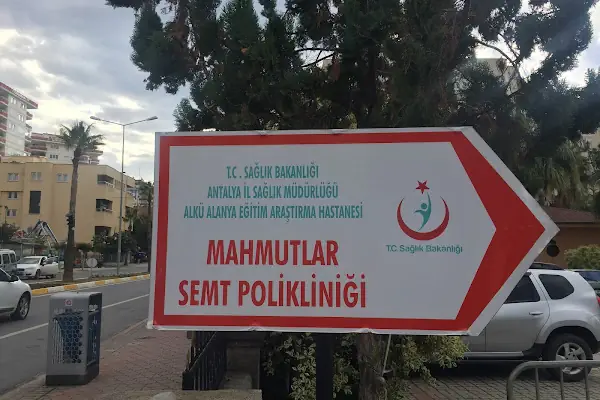 T.C. SAĞLIK BAKANLIĞI
ANTALYA İL SAĞLIK MÜDÜRLÜĞÜ
ALKÜ ALANYA EĞİTİM ARAŞTIRMA HASTANESİ
MAHMUTLAR
SEMT POLİKLİNİĞİ
T.C. Sağlık Bakanlığı